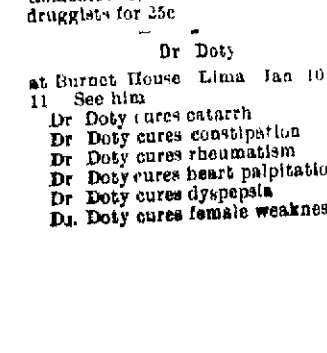 druggists for 25c
Dr Doty
at Burnet House Lima Jan 10
11 See him
Dr Doty cures catarrh
Dr Doty cures constipation
Dr Doty cures rheumatism
Dr Doty cures heart palpitatio
Dr Doty cures dyspepsia
Dr. Doty cures female weaknes